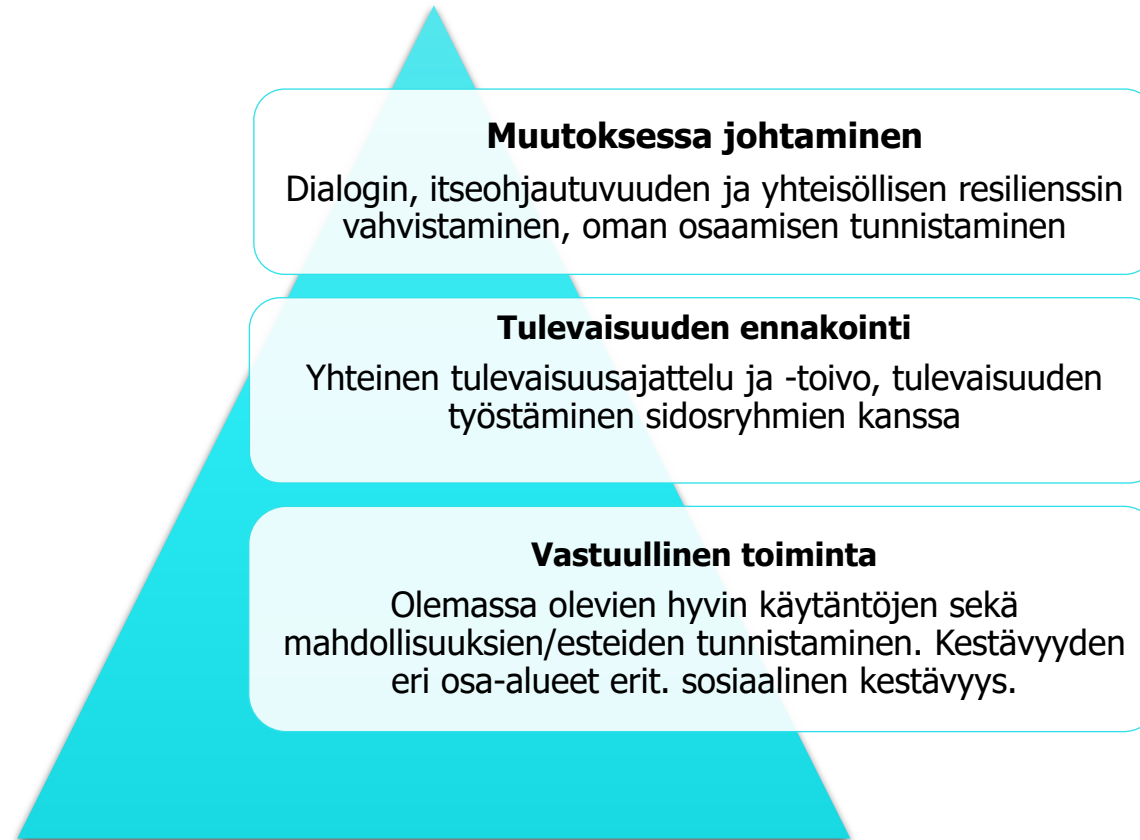 Muutoksessa johtaminen
Dialogin, itseohjautuvuuden ja yhteisöllisen resilienssin
vahvistaminen, oman osaamisen tunnistaminen
Tulevaisuuden ennakointi
Yhteinen tulevaisuusajattelu ja -toivo, tulevaisuuden
työstäminen sidosryhmien kanssa
Vastuullinen toiminta
Olemassa olevien hyvin käytäntöjen sekä
mahdollisuuksien/esteiden tunnistaminen. Kestävyyden
eri osa-alueet erit. sosiaalinen kestävyys.